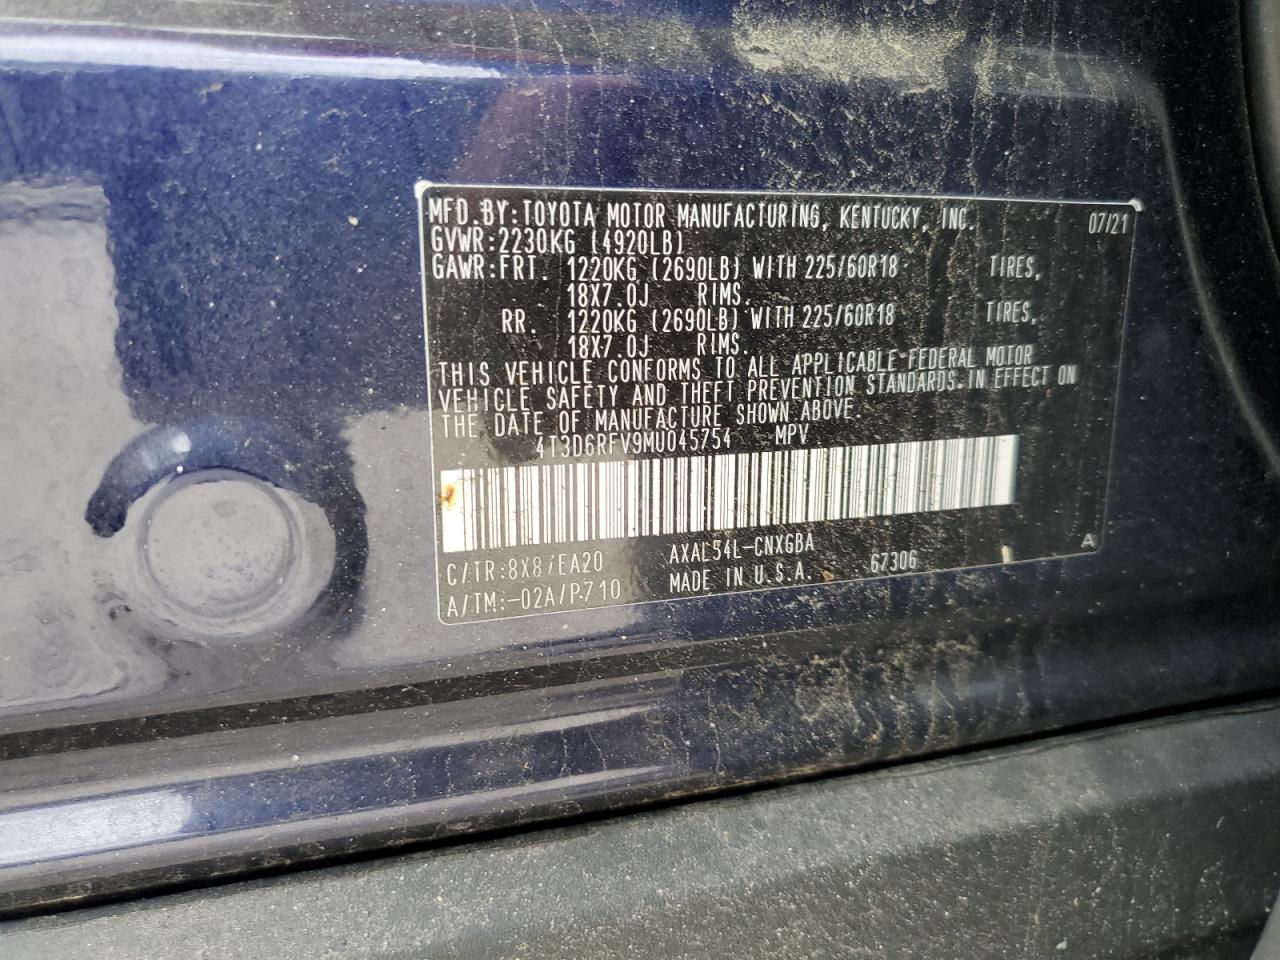 MFD.BY:TOYOTA MOTOR MANUFACTURING, KENTUCKY, INC. 07/21
GVWR:2230KG (4920LB)
GAWR:FRT. 1220KG (2690LB) WITH 225/60R18 TIRES,
18X7.0J RIMS.
RR. 1220KG (2690LB) WITH 225/60R18 TIRES,
18X7.0J RIMS.
THIS VEHICLE CONFORMS TO ALL APPLICABLE FEDERAL MOTOR
VEHICLE SAFETY AND THEFT PREVENTION STANDARDS IN EFFECT ON
THE DATE OF MANUFACTURE SHOWN ABOVE.
4T3D6RFV9MU045754 MPV
C/TR:8X8/EA20 AXAL54L-CNXGBA A
A/TM:-02A/P710 MADE IN U.S.A. 67306